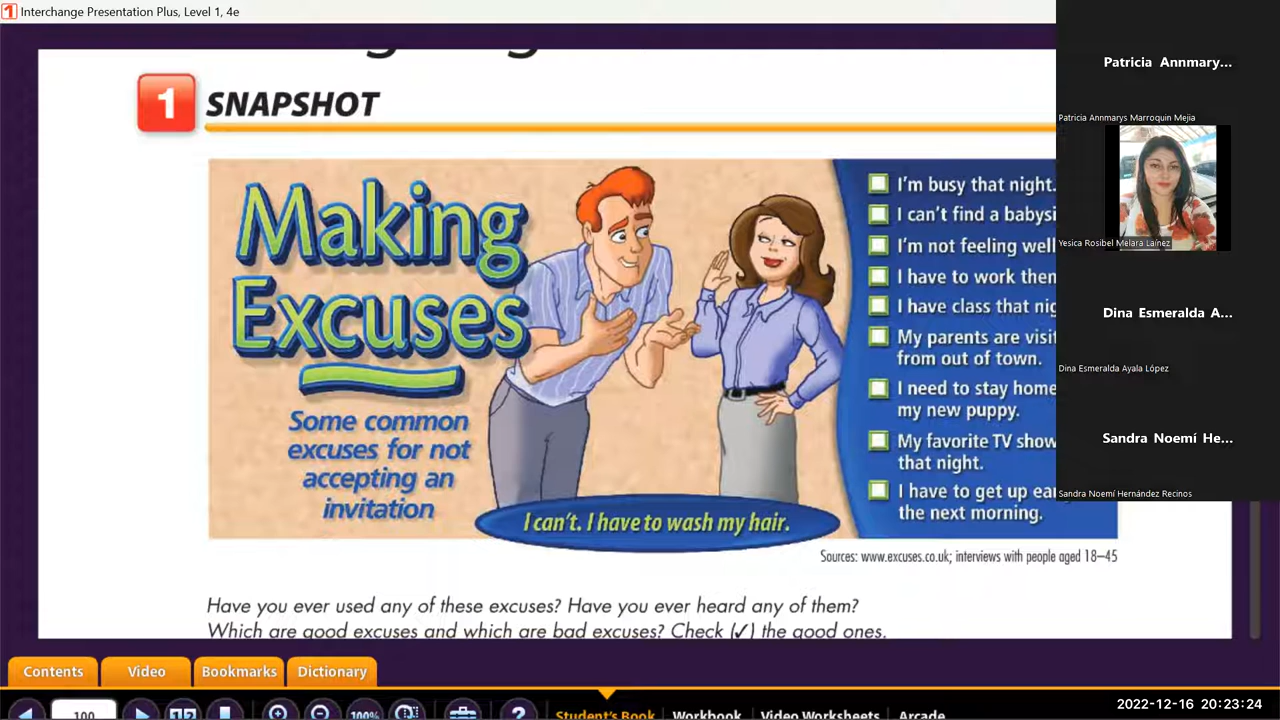 Interchange Presentation Plus, Level 1, 4e
1 SNAPSHOT
Making
Excuses
Some common
excuses for not
accepting an
invitation
I can't. I have to wash my hair.
I'm busy that night.
I can't find a babysi
I'm not feeling well
I have to work then
I have class that nig
My parents are visit
from out of town.
I need to stay home
my new puppy.
My favorite TV show
that night.
I have to get up ear
the next morning.
Sources: www.excuses.co.uk; interviews with people aged 18–45
Have you ever used any of these excuses? Have you ever heard any of them?
Which are good excuses and which are bad excuses? Check (✓) the good ones.
Patricia Annmary...
Patricia Annmarys Marroquin Mejia
Yesica Rosibel Melara Laínez
Dina Esmeralda A...
Dina Esmeralda Ayala López
Sandra Noemí He...
Sandra Noemí Hernández Recinos
Contents Video Bookmarks Dictionary
100 100% ?
Student's Book Workbook Video Worksheets Arcade
2022-12-16 20:23:24